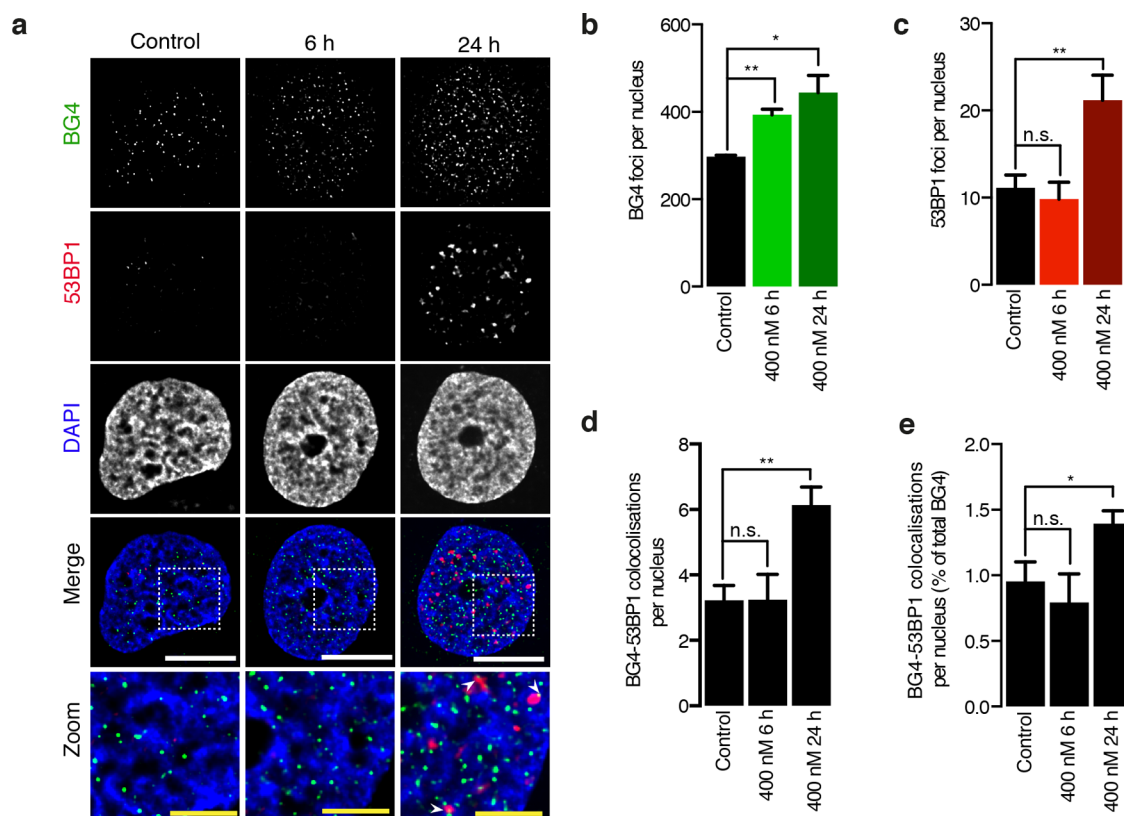 a
Control
6 h
24 h
BG4
53BP1
DAPI
Merge
Zoom
b
BG4 foci per nucleus
600
400
200
0
**
*
Control
400 nM 6 h
400 nM 24 h
c
53BP1 foci per nucleus
30
20
10
0
n.s.
**
Control
400 nM 6 h
400 nM 24 h
d
BG4-53BP1 colocolisations
per nucleus
8
6
4
2
0
n.s.
**
Control
400 nM 6 h
400 nM 24 h
e
BG4-53BP1 colocalisations
per nucleus (% of total BG4)
2.0
1.5
1.0
0.5
0.0
n.s.
*
Control
400 nM 6 h
400 nM 24 h